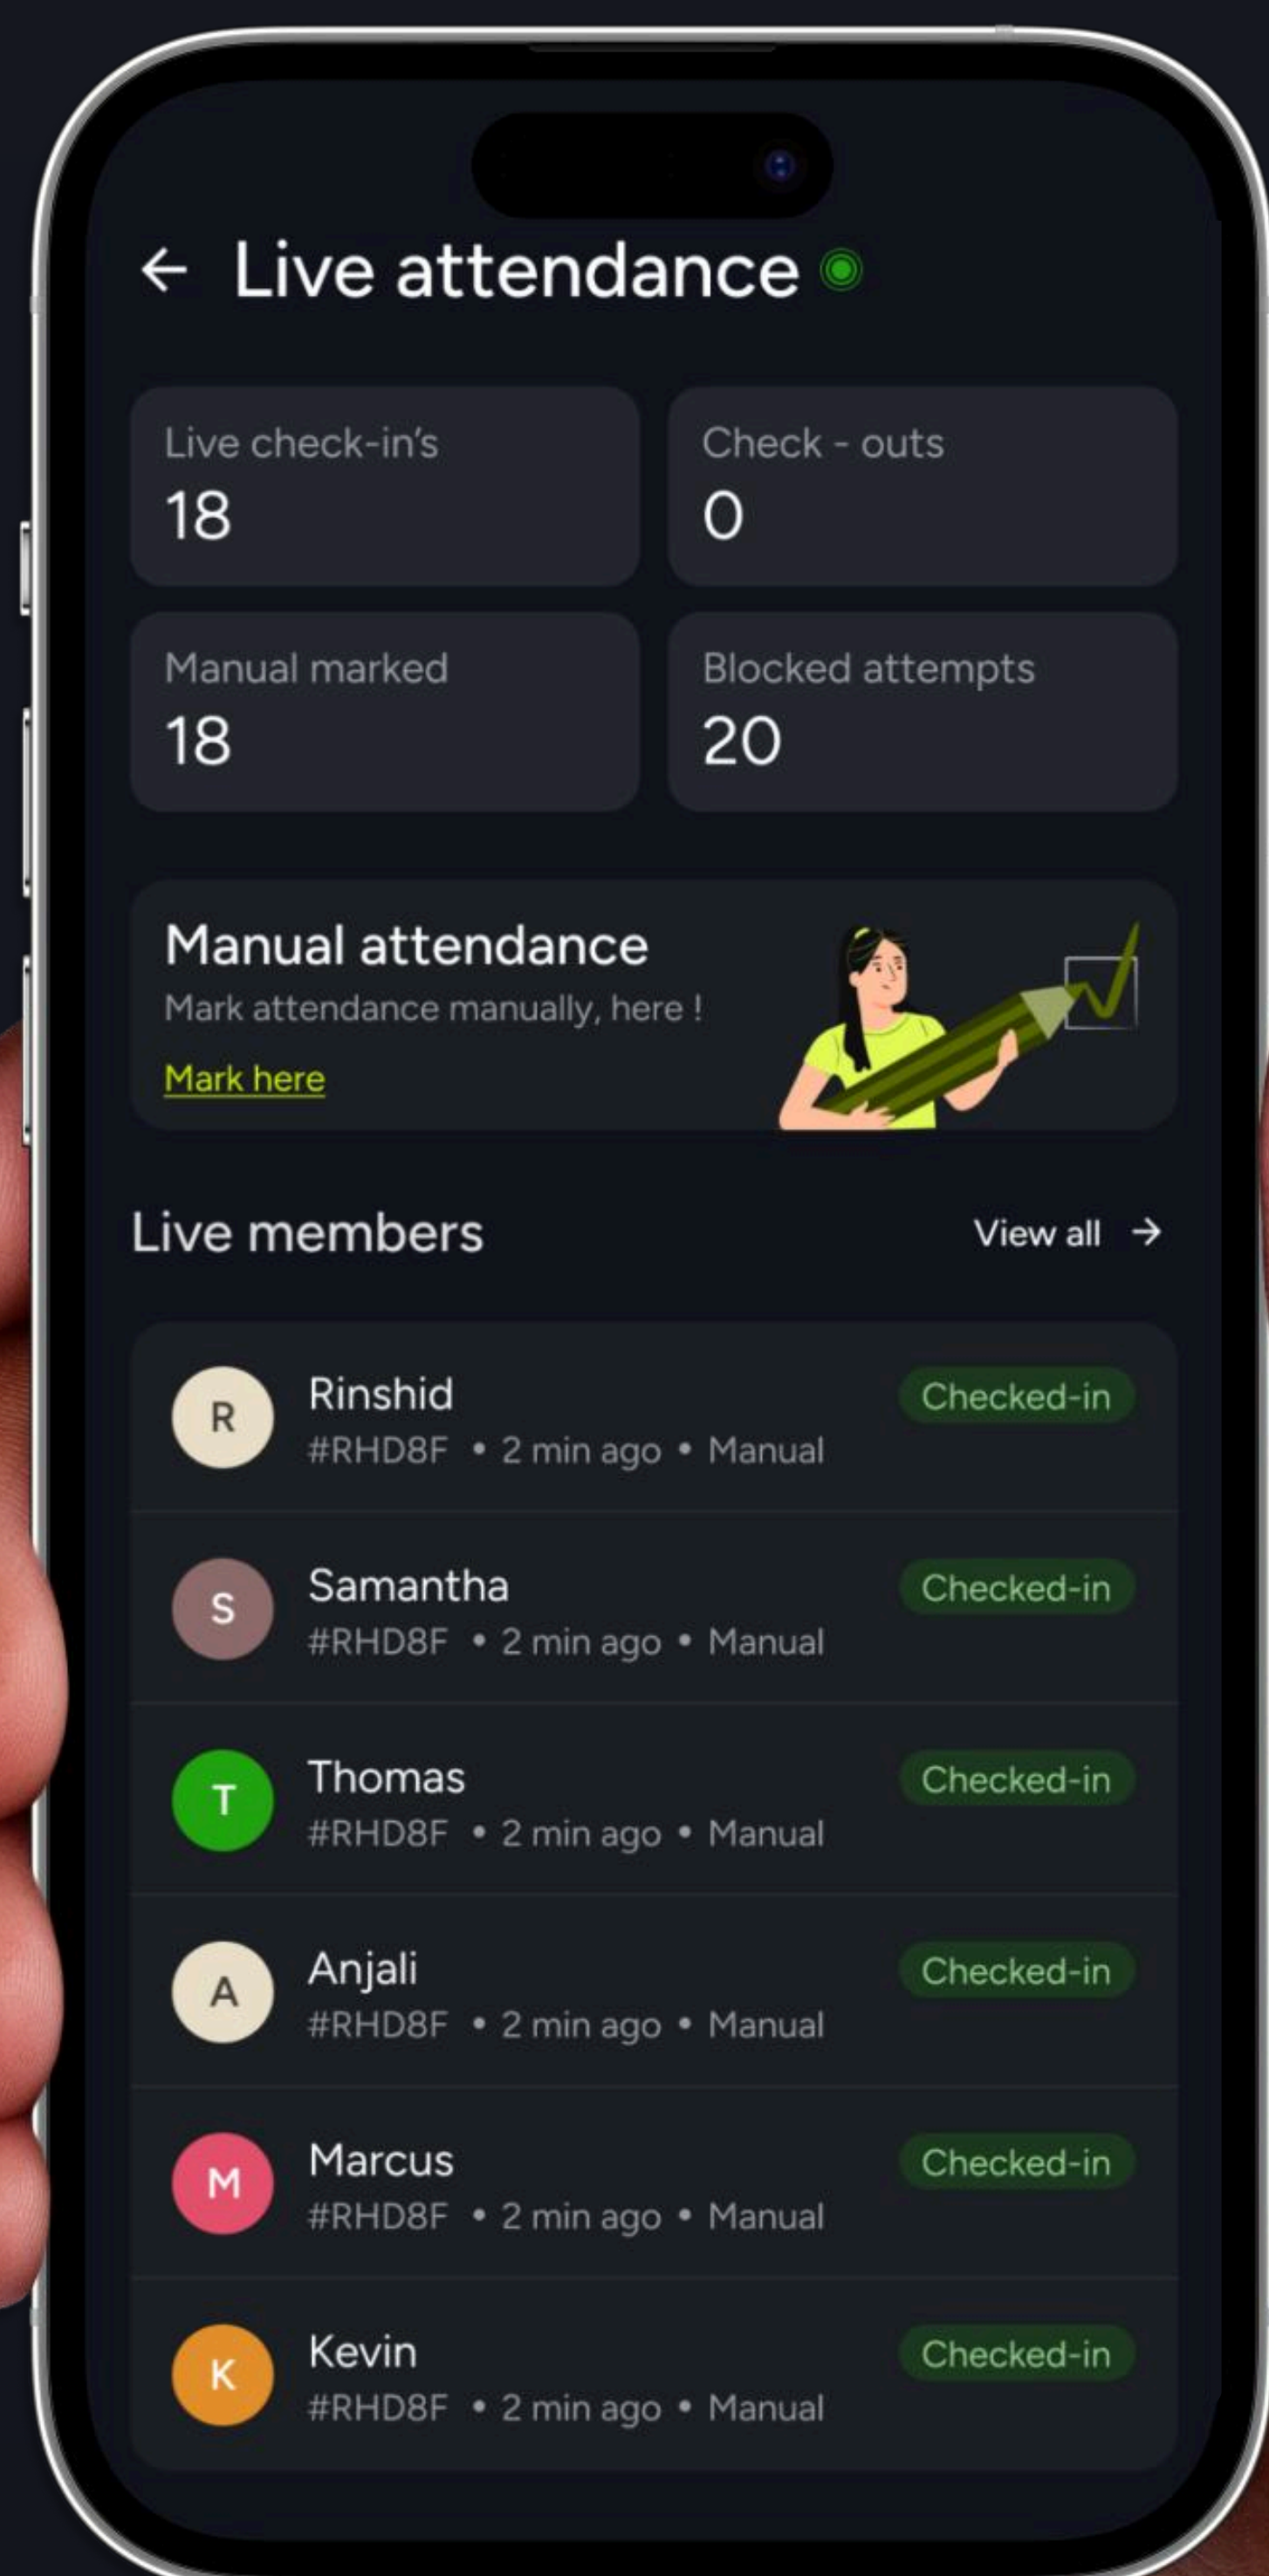 Live attendance
Live check-in’s
18
Check - outs
0
Manual marked
18
Blocked attempts
20
Manual attendance
Mark attendance manually, here !
Mark here
Live members
View all →
R
Rinshid
Checked-in
#RHD8F • 2 min ago • Manual
S
Samantha
Checked-in
#RHD8F • 2 min ago • Manual
T
Thomas
Checked-in
#RHD8F • 2 min ago • Manual
A
Anjali
Checked-in
#RHD8F • 2 min ago • Manual
M
Marcus
Checked-in
#RHD8F • 2 min ago • Manual
K
Kevin
Checked-in
#RHD8F • 2 min ago • Manual